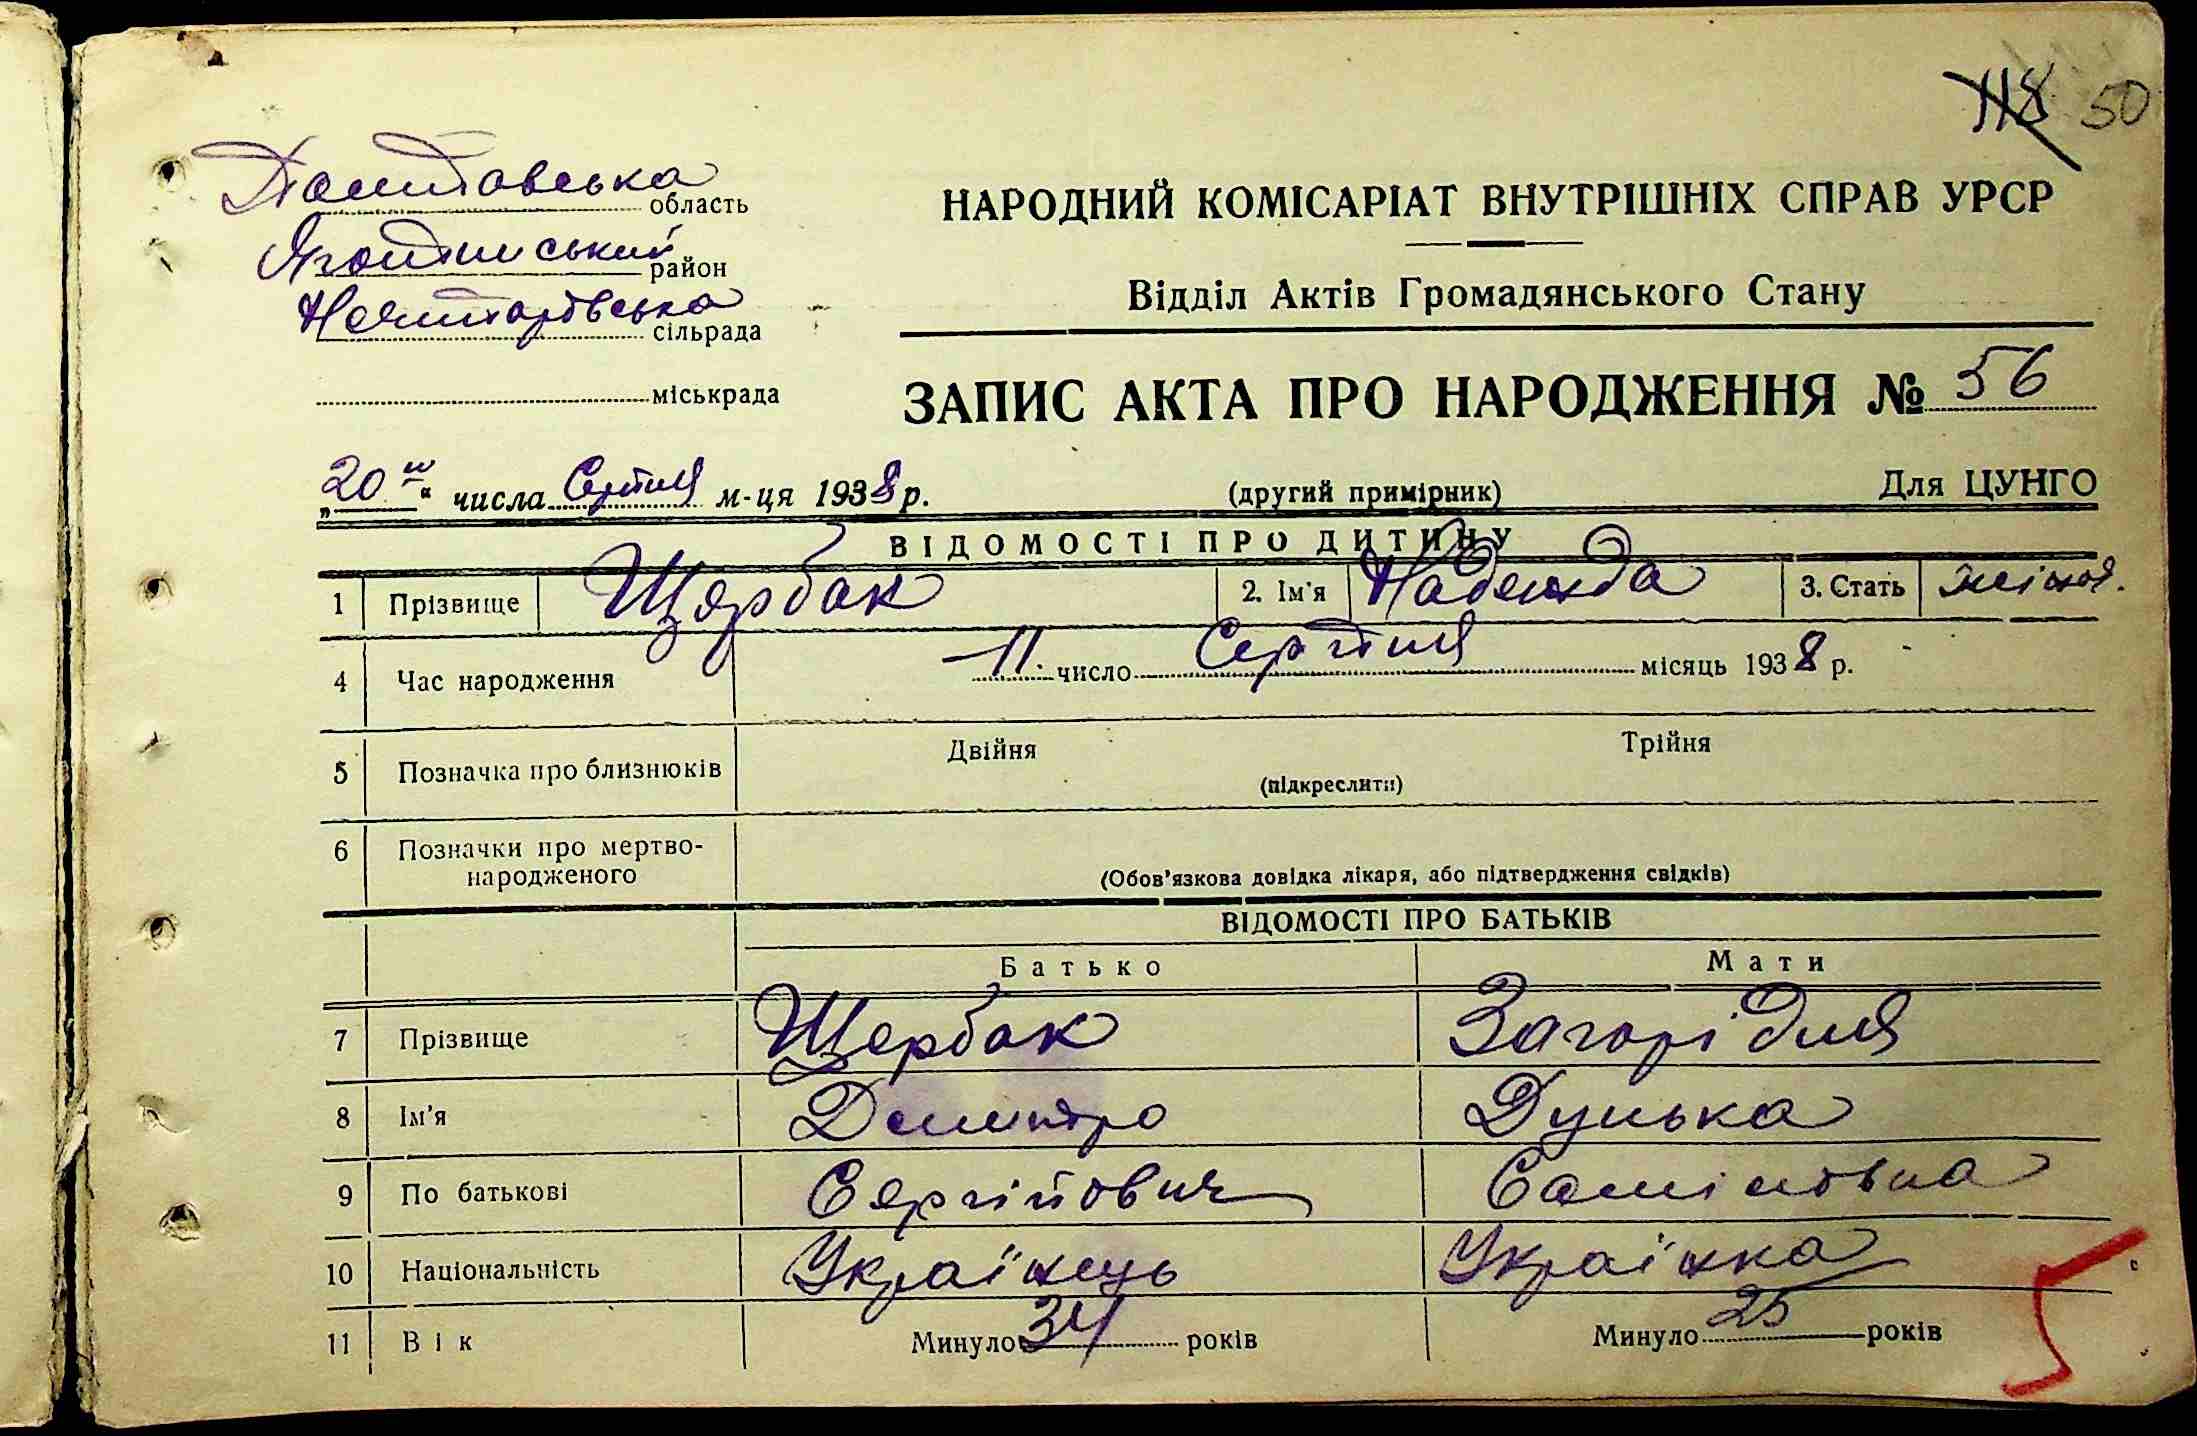 118 50
Полтавська область
Яготинський район
Нечипорівська сільрада
міськрада
НАРОДНИЙ КОМІСАРІАТ ВНУТРІШНІХ СПРАВ УРСР
Відділ Актів Громадянського Стану
ЗАПИС АКТА ПРО НАРОДЖЕННЯ № 56
„20" числа Серпня м-ця 1938 р. (другий примірник) Для ЦУНГО
ВІДОМОСТІ ПРО ДИТИНУ
1 Прізвище Щербак 2. Ім'я Надежда 3. Стать жіноч.
4 Час народження 11 число Серпня місяць 1938 р.
5 Позначка про близнюків Двійня Трійня
(підкреслити)
6 Позначки про мертво-
народженого
(Обов'язкова довідка лікаря, або підтвердження свідків)
ВІДОМОСТІ ПРО БАТЬКІВ
Батько Мати
7 Прізвище Щербак Загорідня
8 Ім'я Дмитро Дунька
9 По батькові Сергійович Самійловна
10 Національність Українець Українка
11 Вік Минуло 34 років Минуло 25 років